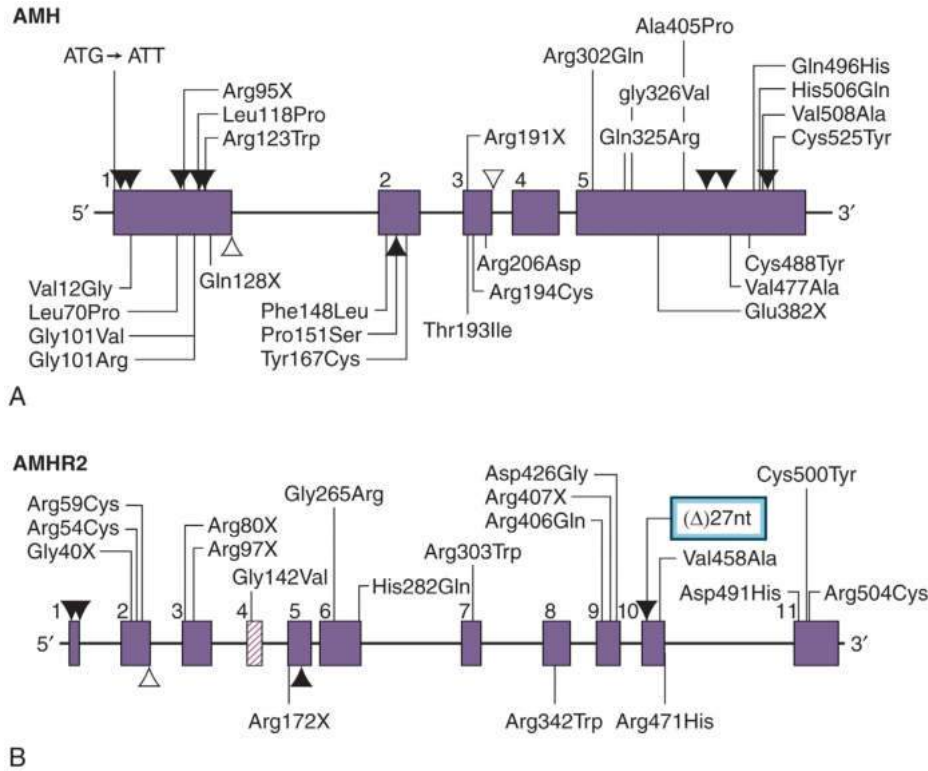 AMH
ATG → ATT
Arg95X
Leu118Pro
Arg123Trp
Arg191X
Arg302Gln
Ala405Pro
gly326Val
Gln325Arg
Gln496His
His506Gln
Val508Ala
Cys525Tyr
1
2
3
4
5
5′
3′
Val12Gly
Leu70Pro
Gly101Val
Gly101Arg
Gln128X
Phe148Leu
Pro151Ser
Tyr167Cys
Arg206Asp
Arg194Cys
Thr193Ile
Cys488Tyr
Val477Ala
Glu382X
A
AMHR2
Arg59Cys
Arg54Cys
Gly40X
Arg80X
Arg97X
Gly142Val
Gly265Arg
His282Gln
Arg303Trp
Asp426Gly
Arg407X
Arg406Gln
(Δ)27nt
Val458Ala
Cys500Tyr
Asp491His
Arg504Cys
1
2
3
4
5
6
7
8
9
10
11
5′
3′
Arg172X
Arg342Trp
Arg471His
B